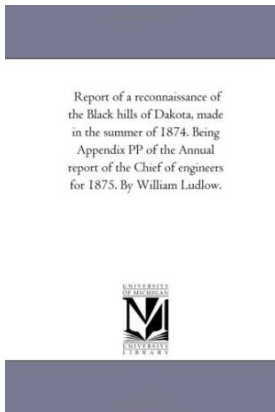 Report of a reconnaissance of
the Black hills of Dakota, made
in the summer of 1874. Being
Appendix PP of the Annual
report of the Chief of engineers
for 1875. By William Ludlow.
UNIVERSITY
OF MICHIGAN
UNIVERSITY
LIBRARY